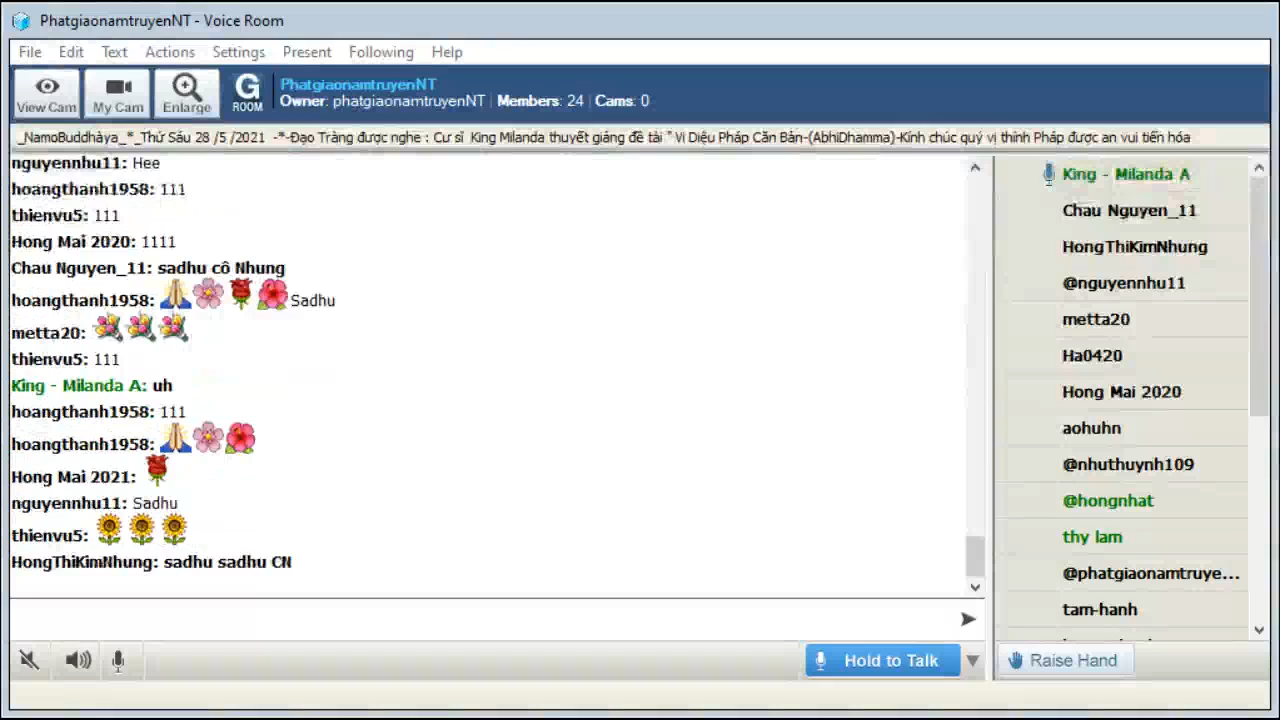 PhatgiaonamtruyenNT - Voice Room
File Edit Text Actions Settings Present Following Help
View Cam My Cam Enlarge G ROOM
PhatgiaonamtruyenNT
Owner: phatgiaonamtruyenNT | Members: 24 | Cams: 0
_NamoBuddhàya_*_Thứ Sáu 28 /5 /2021 -*-Đạo Tràng được nghe : Cư sĩ King Milanda thuyết giảng đề tài " Vi Diệu Pháp Căn Bản-(AbhiDhamma)-Kính chúc quý vị thính Pháp được an vui tiến hóa
nguyennhu11: Hee
hoangthanh1958: 111
thienvu5: 111
Hong Mai 2020: 1111
Chau Nguyen_11: sadhu cô Nhung
hoangthanh1958: Sadhu
metta20:
thienvu5: 111
King - Milanda A: uh
hoangthanh1958: 111
hoangthanh1958:
Hong Mai 2021:
nguyennhu11: Sadhu
thienvu5:
HongThiKimNhung: sadhu sadhu CN
King - Milanda A
Chau Nguyen_11
HongThiKimNhung
@nguyennhu11
metta20
Ha0420
Hong Mai 2020
aohuhn
@nhuthuynh109
@hongnhat
thy lam
@phatgiaonamtruye...
tam-hanh
Hold to Talk
Raise Hand